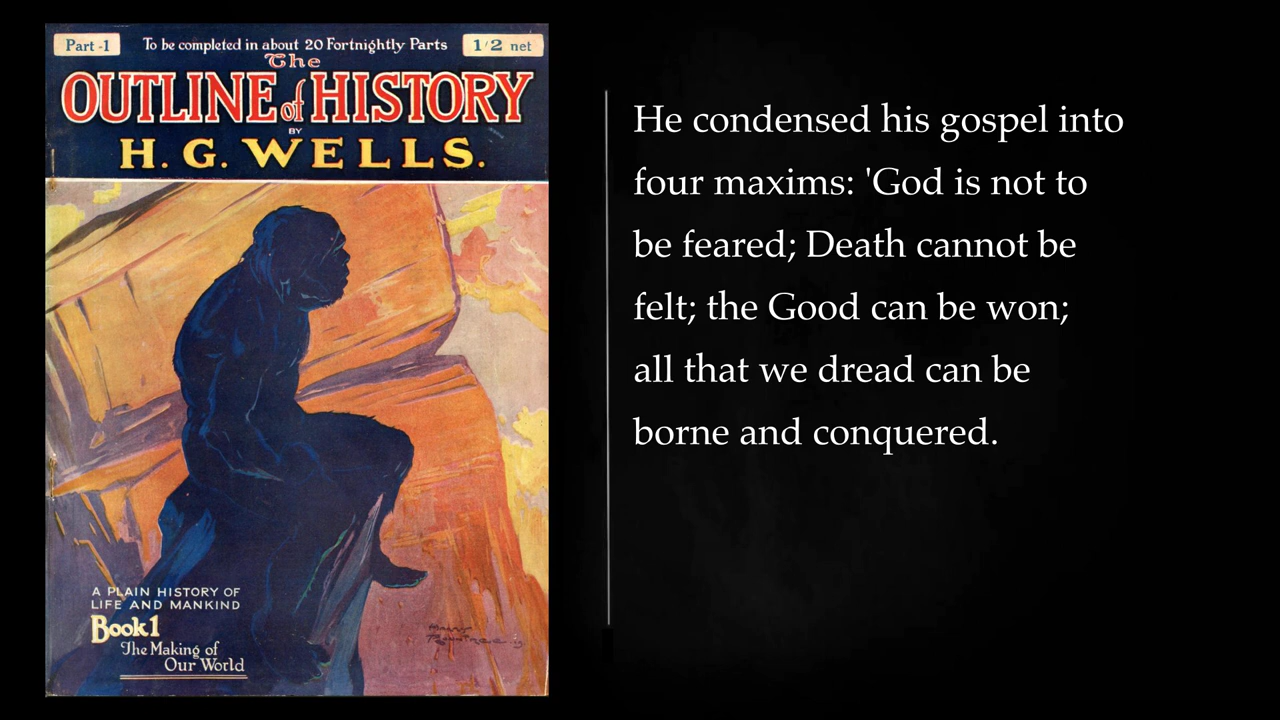 Part -1
To be completed in about 20 Fortnightly Parts
1/2 net
The
OUTLINE of HISTORY
BY
H. G. WELLS.
A PLAIN HISTORY OF
LIFE AND MANKIND
Book 1
The Making of
Our World
He condensed his gospel into
four maxims: 'God is not to
be feared; Death cannot be
felt; the Good can be won;
all that we dread can be
borne and conquered.